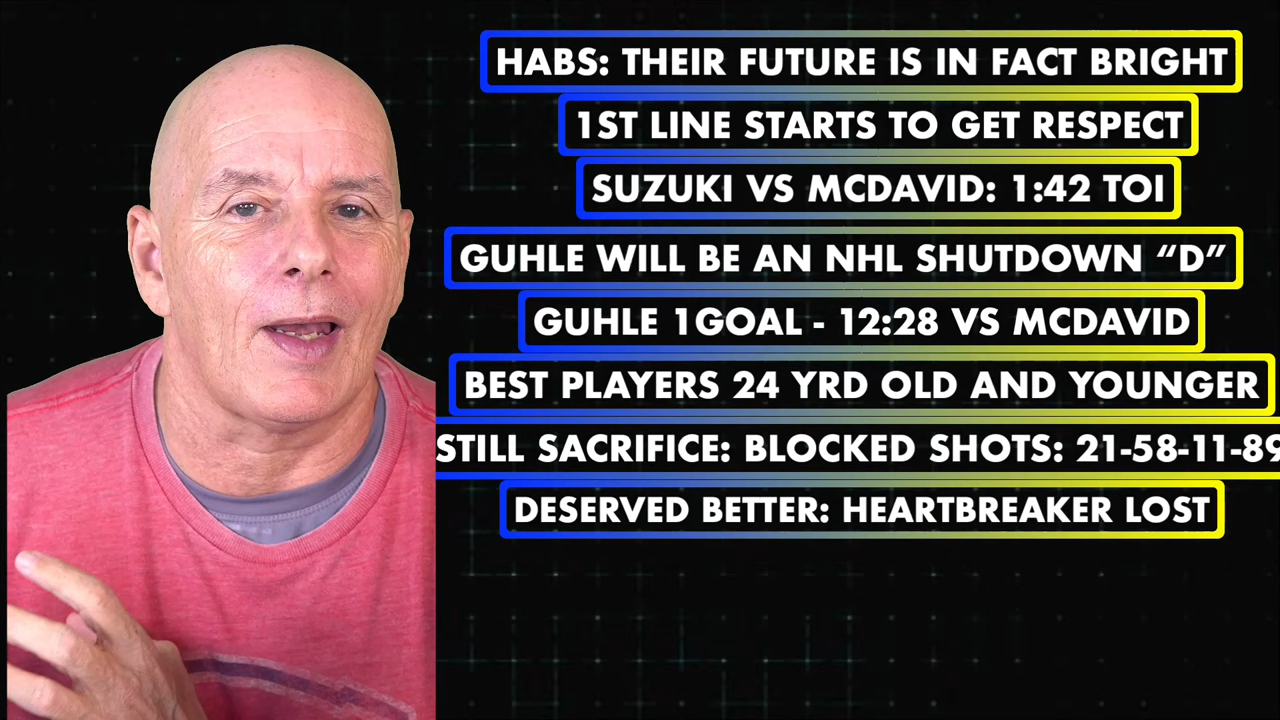 HABS: THEIR FUTURE IS IN FACT BRIGHT
1ST LINE STARTS TO GET RESPECT
SUZUKI VS MCDAVID: 1:42 TOI
GUHLE WILL BE AN NHL SHUTDOWN “D”
GUHLE 1GOAL - 12:28 VS MCDAVID
BEST PLAYERS 24 YRD OLD AND YOUNGER
STILL SACRIFICE: BLOCKED SHOTS: 21-58-11-89
DESERVED BETTER: HEARTBREAKER LOST